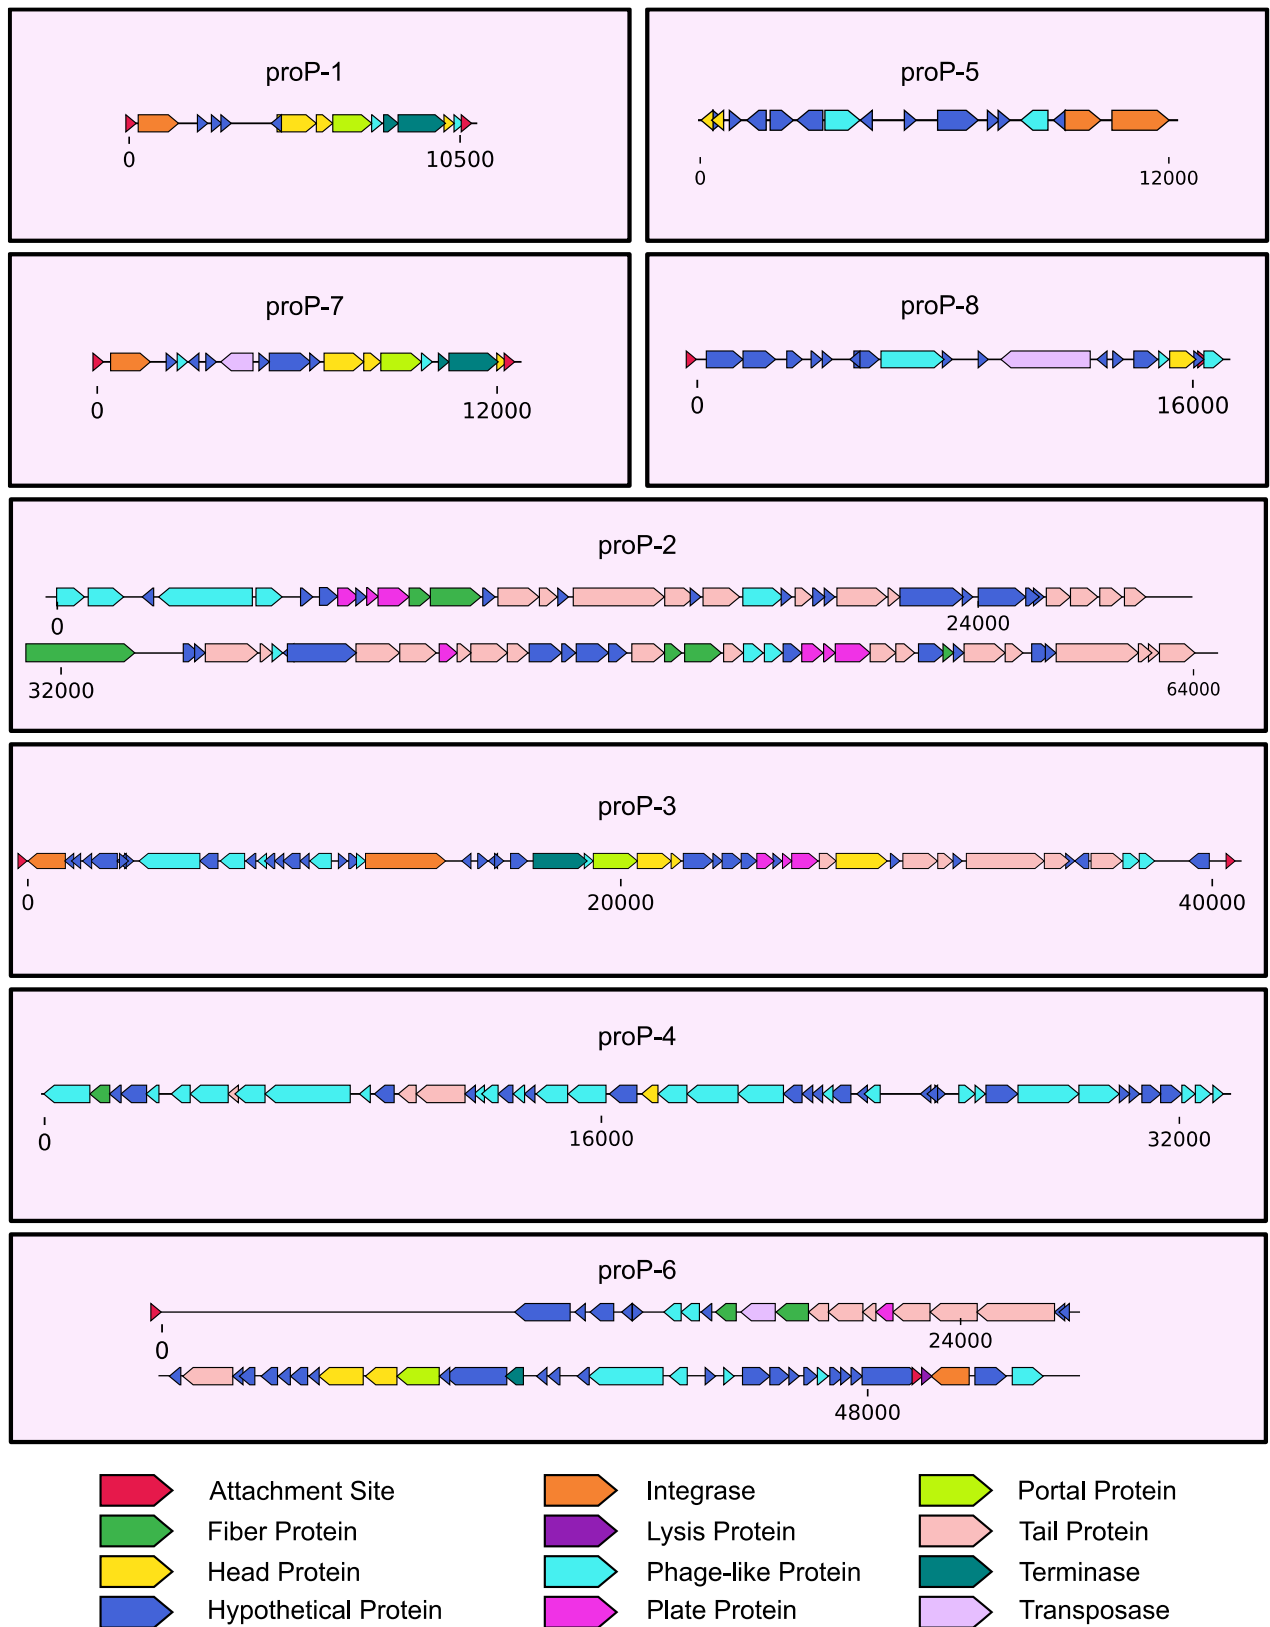 proP-1
0
10500
proP-5
0
12000
proP-7
0
12000
proP-8
0
16000
proP-2
0
24000
32000
64000
proP-3
0
20000
40000
proP-4
0
16000
32000
proP-6
0
24000
48000
Attachment Site
Integrase
Portal Protein
Fiber Protein
Lysis Protein
Tail Protein
Head Protein
Phage-like Protein
Terminase
Hypothetical Protein
Plate Protein
Transposase